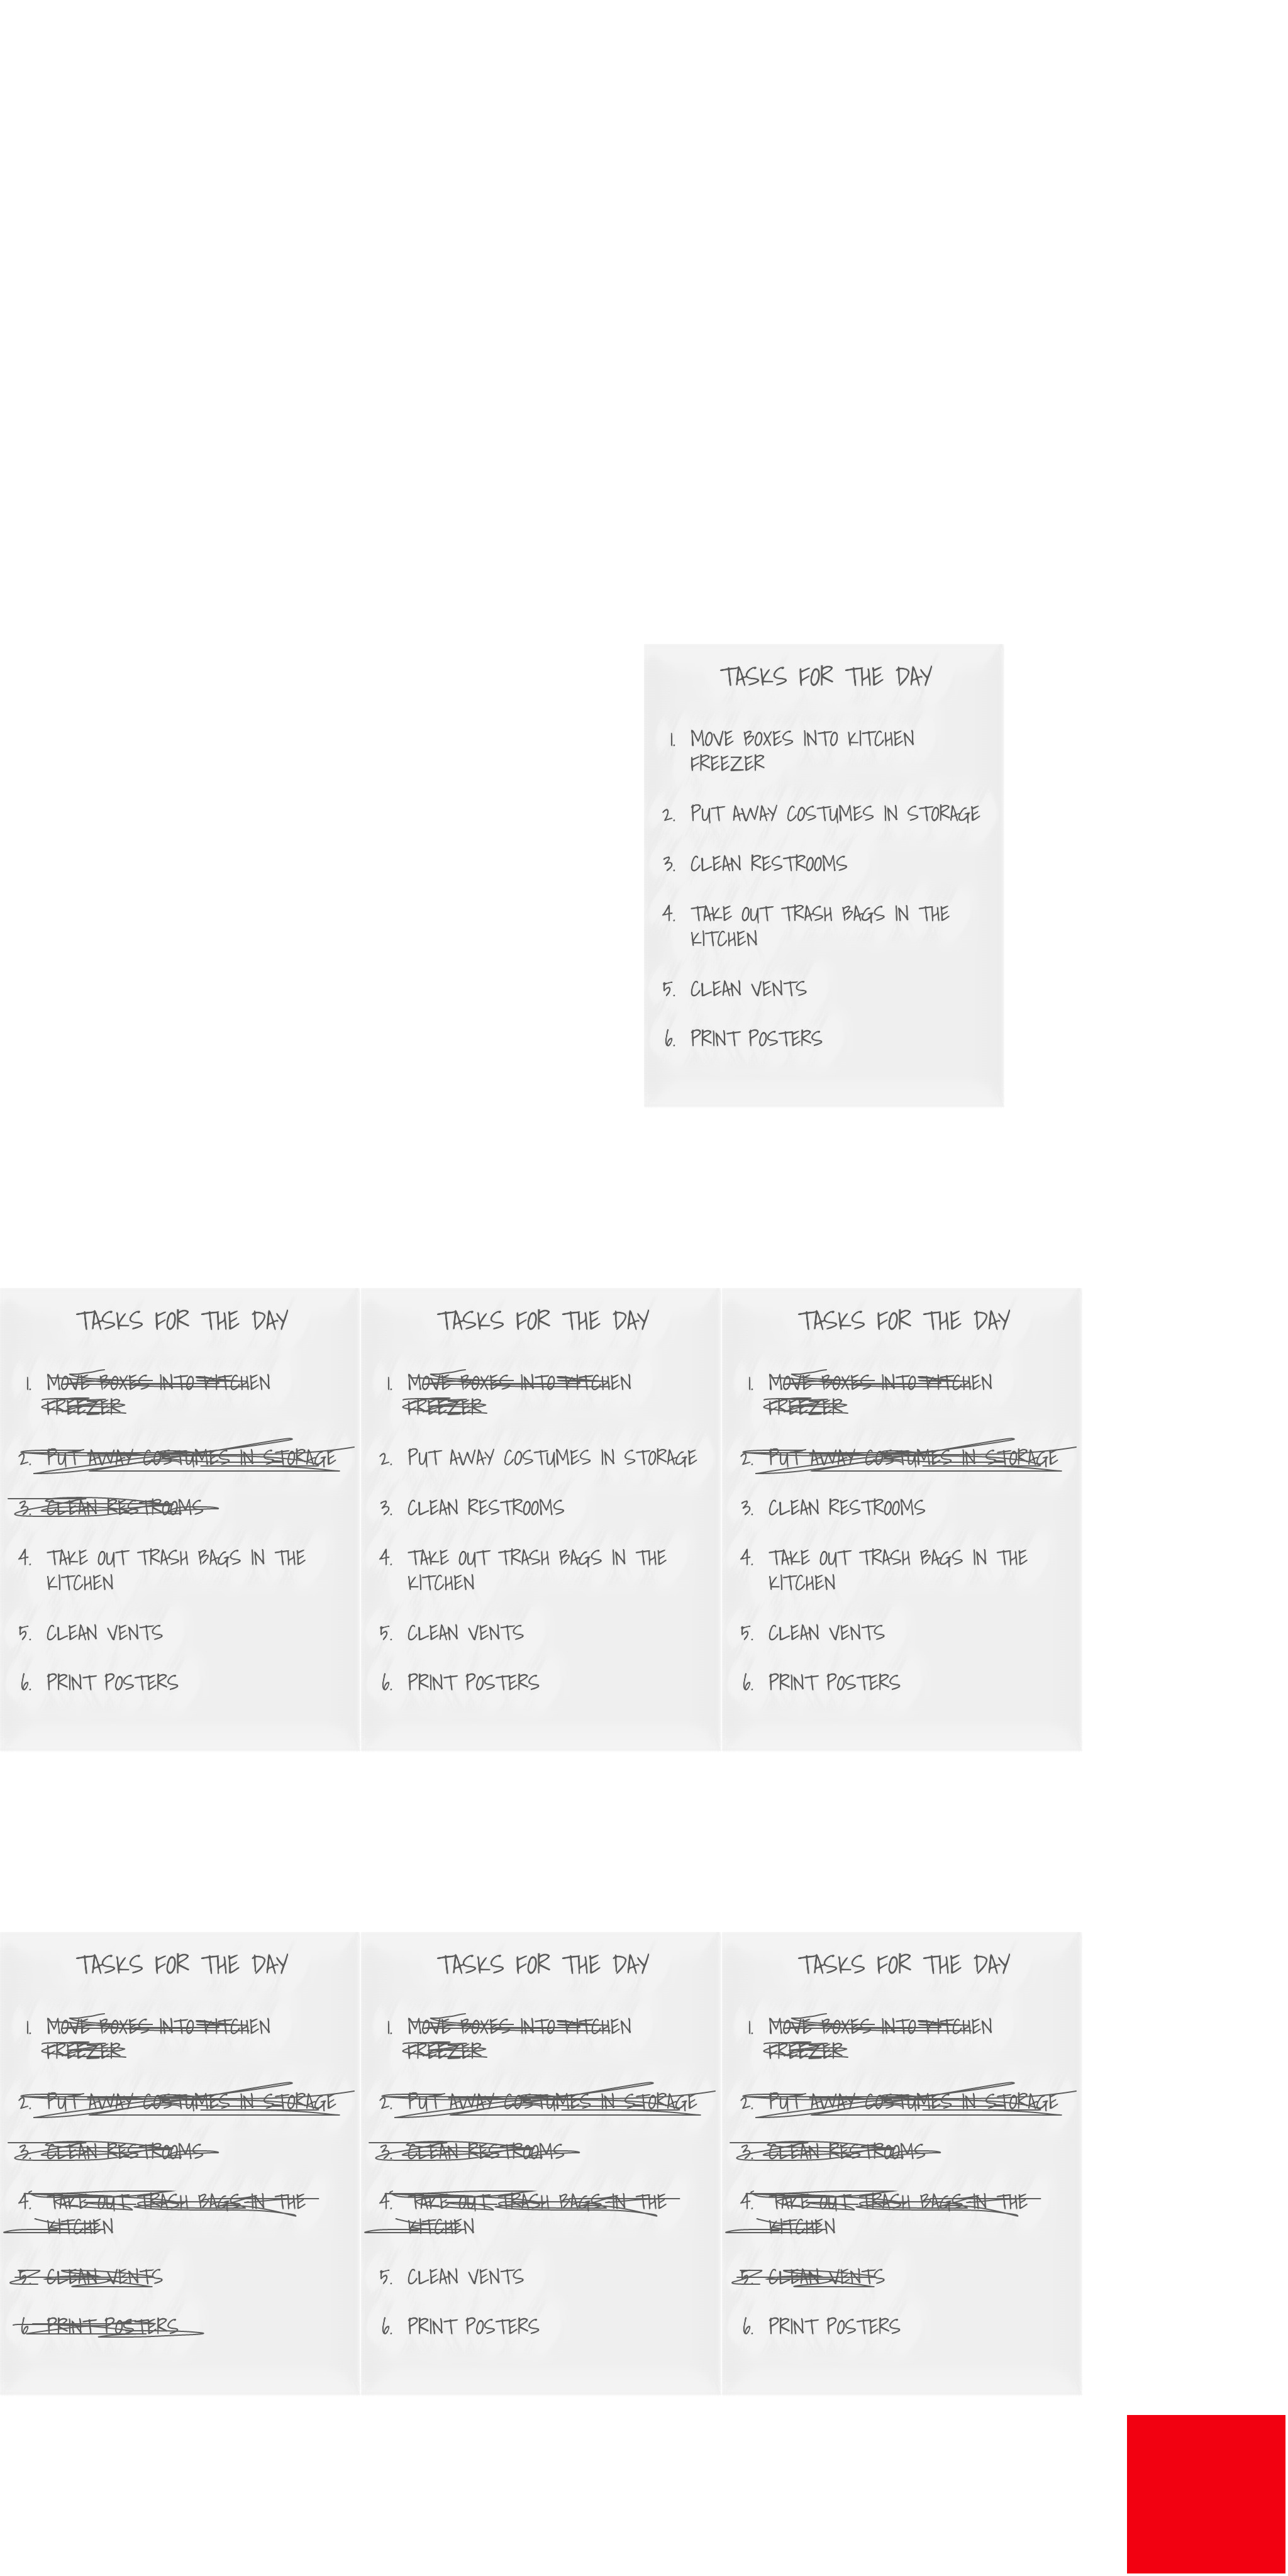 TASKS FOR THE DAY
1. MOVE BOXES INTO KITCHEN
FREEZER
2. PUT AWAY COSTUMES IN STORAGE
3. CLEAN RESTROOMS
4. TAKE OUT TRASH BAGS IN THE
KITCHEN
5. CLEAN VENTS
6. PRINT POSTERS
TASKS FOR THE DAY
1. MOVE BOXES INTO KITCHEN
FREEZER
2. PUT AWAY COSTUMES IN STORAGE
3. CLEAN RESTROOMS
4. TAKE OUT TRASH BAGS IN THE
KITCHEN
5. CLEAN VENTS
6. PRINT POSTERS
TASKS FOR THE DAY
1. MOVE BOXES INTO KITCHEN
FREEZER
2. PUT AWAY COSTUMES IN STORAGE
3. CLEAN RESTROOMS
4. TAKE OUT TRASH BAGS IN THE
KITCHEN
5. CLEAN VENTS
6. PRINT POSTERS
TASKS FOR THE DAY
1. MOVE BOXES INTO KITCHEN
FREEZER
2. PUT AWAY COSTUMES IN STORAGE
3. CLEAN RESTROOMS
4. TAKE OUT TRASH BAGS IN THE
KITCHEN
5. CLEAN VENTS
6. PRINT POSTERS
TASKS FOR THE DAY
1. MOVE BOXES INTO KITCHEN
FREEZER
2. PUT AWAY COSTUMES IN STORAGE
3. CLEAN RESTROOMS
4. TAKE OUT TRASH BAGS IN THE
KITCHEN
5. CLEAN VENTS
6. PRINT POSTERS
TASKS FOR THE DAY
1. MOVE BOXES INTO KITCHEN
FREEZER
2. PUT AWAY COSTUMES IN STORAGE
3. CLEAN RESTROOMS
4. TAKE OUT TRASH BAGS IN THE
KITCHEN
5. CLEAN VENTS
6. PRINT POSTERS
TASKS FOR THE DAY
1. MOVE BOXES INTO KITCHEN
FREEZER
2. PUT AWAY COSTUMES IN STORAGE
3. CLEAN RESTROOMS
4. TAKE OUT TRASH BAGS IN THE
KITCHEN
5. CLEAN VENTS
6. PRINT POSTERS